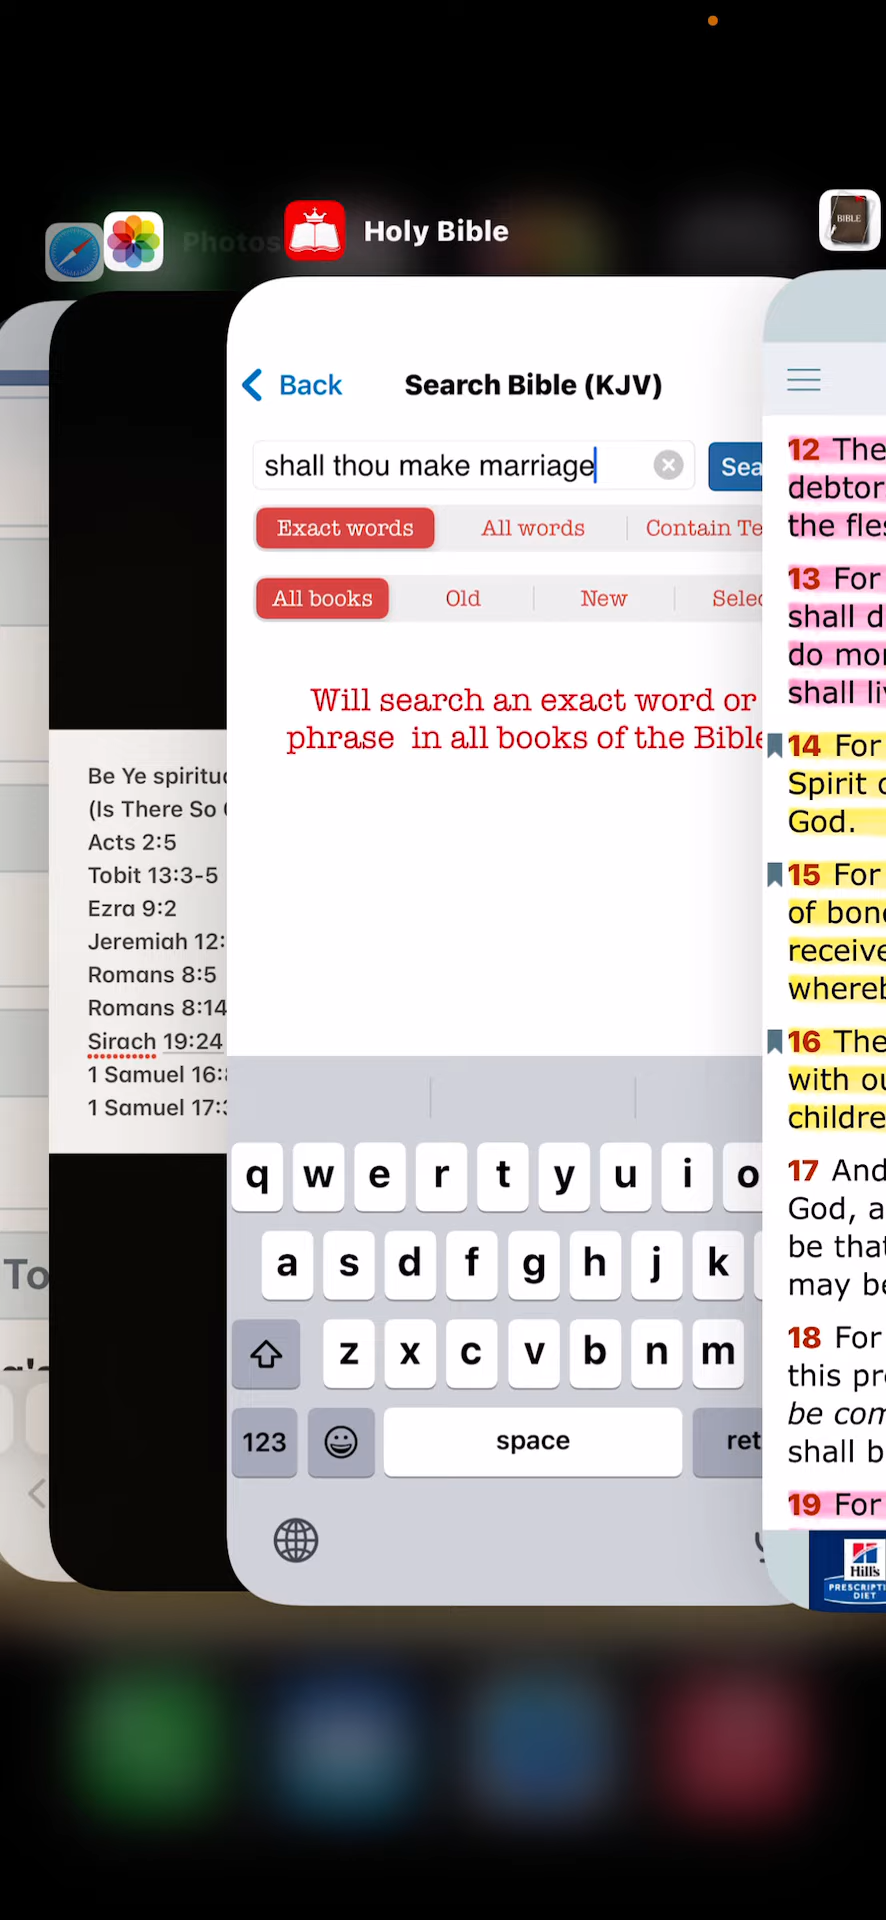 Photos
Holy Bible
BIBLE
Back
Search Bible (KJV)
shall thou make marriage
Sea
Exact words
All words
Contain Te
All books
Old
New
Selec
Will search an exact word or
phrase in all books of the Bible
Be Ye spiritu
(Is There So
Acts 2:5
Tobit 13:3-5
Ezra 9:2
Jeremiah 12:
Romans 8:5
Romans 8:14
Sirach 19:24
1 Samuel 16:
1 Samuel 17:
To
g's
12 The
debtor
the fles
13 For
shall d
do mor
shall liv
14 For
Spirit o
God.
15 For
of bond
receive
whereb
16 The
with ou
childre
17 And
God, a
be that
may be
18 For
this pre
be com
shall b
19 For
Hill's
PRESCRIPTI
DIET
q w e r t y u i o
a s d f g h j k
z x c v b n m
123
space
ret